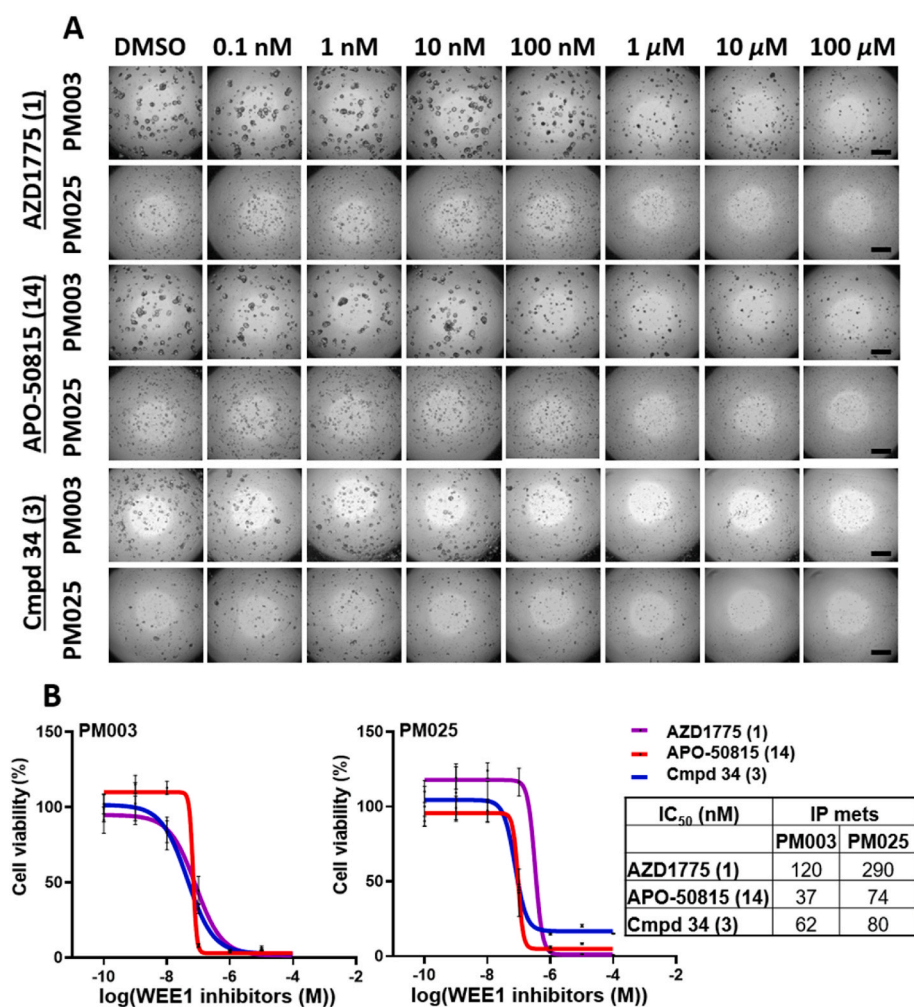 A
DMSO 0.1 nM 1 nM 10 nM 100 nM 1 μM 10 μM 100 μM
AZD1775 (1)
PM003
PM025
APO-50815 (14)
PM003
PM025
Cmpd 34 (3)
PM003
PM025
B
PM003
150
100
50
0
Cell viability (%)
-10 -8 -6 -4 -2
log(WEE1 inhibitors (M))
PM025
150
100
50
0
Cell viability (%)
-10 -8 -6 -4 -2
log(WEE1 inhibitors (M))
AZD1775 (1)
APO-50815 (14)
Cmpd 34 (3)
IC50 (nM) IP mets
PM003 PM025
AZD1775 (1) 120 290
APO-50815 (14) 37 74
Cmpd 34 (3) 62 80